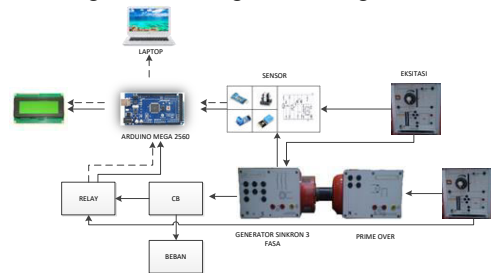 LAPTOP
SENSOR
EKSITASI
ARDUINO MEGA 2560
RELAY
CB
GENERATOR SINKRON 3
FASA
PRIME OVER
BEBAN